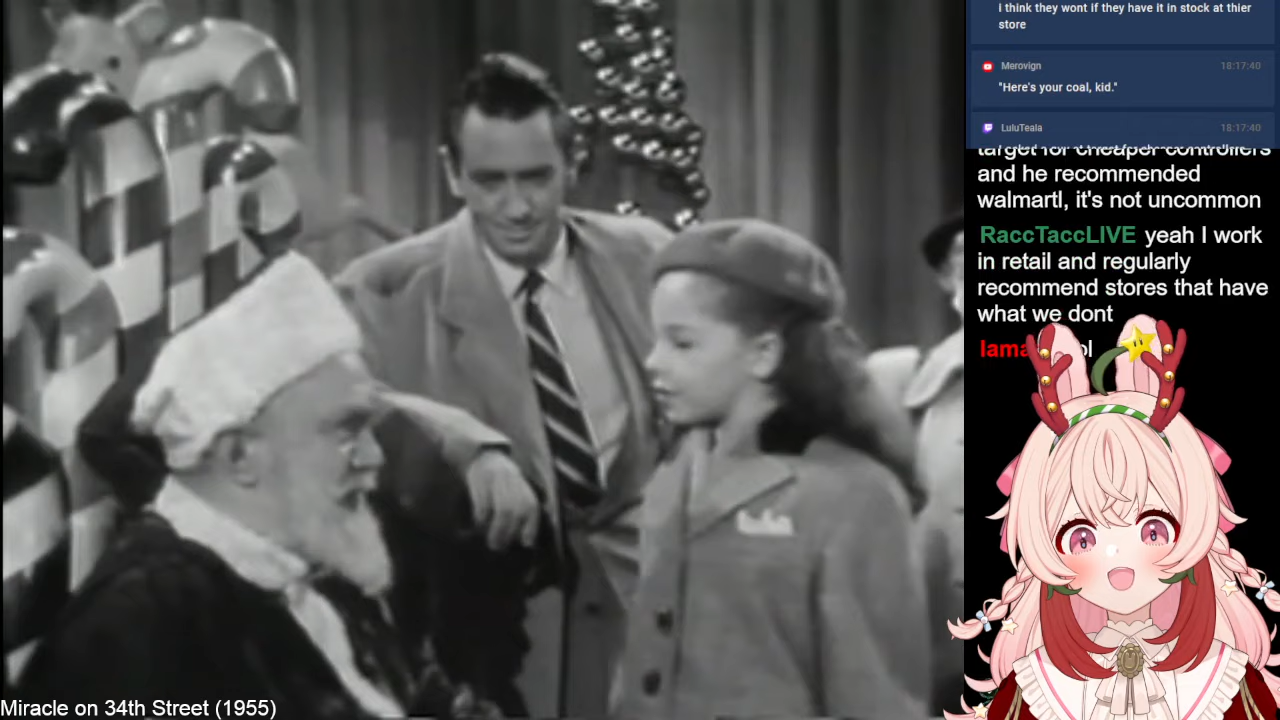 i think they wont if they have it in stock at thier
store
Merovign 18:17:40
"Here's your coal, kid."
LuluTeala 18:17:40
target for cheaper controllers
and he recommended
walmartl, it's not uncommon
RaccTaccLIVE yeah I work
in retail and regularly
recommend stores that have
what we dont
Miracle on 34th Street (1955)